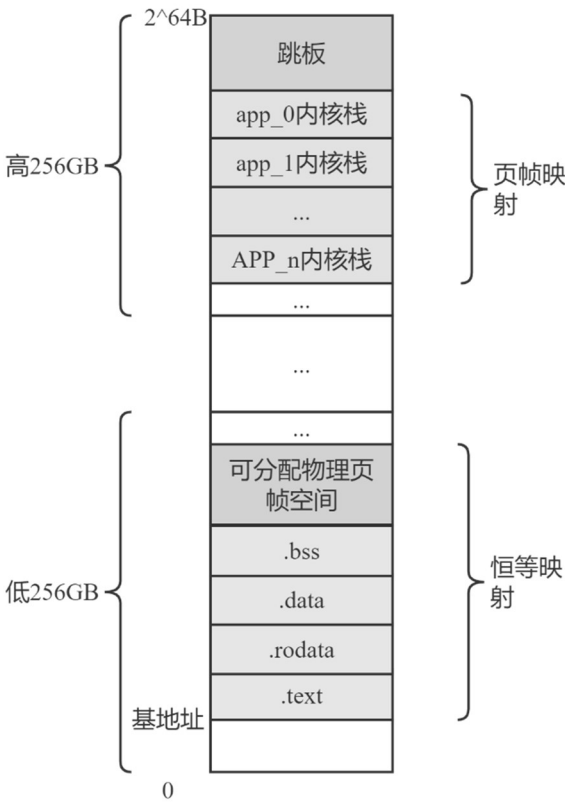 2^64B
跳板
app_0内核栈
app_1内核栈
...
APP_n内核栈
...
...
...
可分配物理页
帧空间
.bss
.data
.rodata
.text
基地址
0
高256GB
低256GB
页帧映
射
恒等映
射